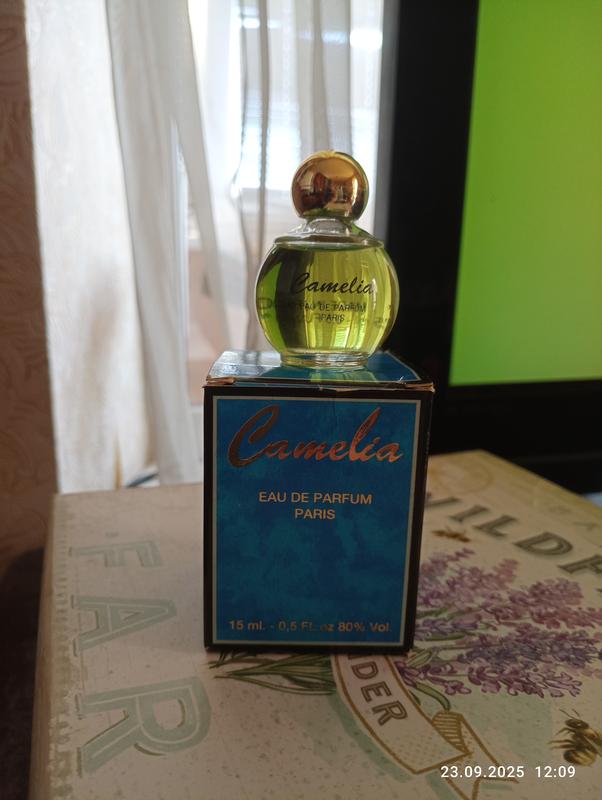 Camelia
EAU DE PARFUM
PARIS
Camelia
EAU DE PARFUM
PARIS
15 ml. - 0,5 FL.oz 80% Vol.
FAR
DER
23.09.2025 12:09